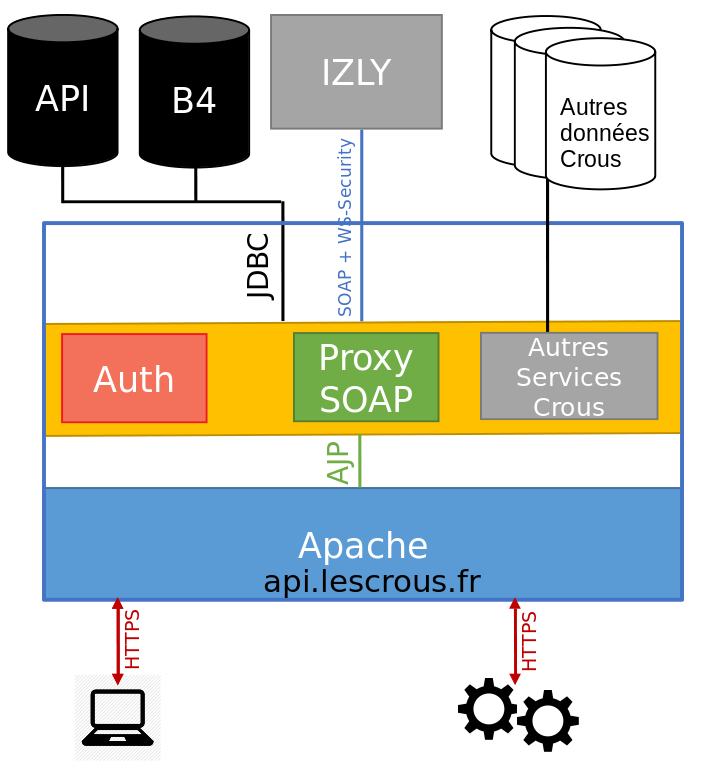 API
B4
IZLY
Autres
données
Crous
JDBC
SOAP + WS-Security
Auth
Proxy
SOAP
Autres
Services
Crous
AJP
Apache
api.lescrous.fr
HTTPS
HTTPS